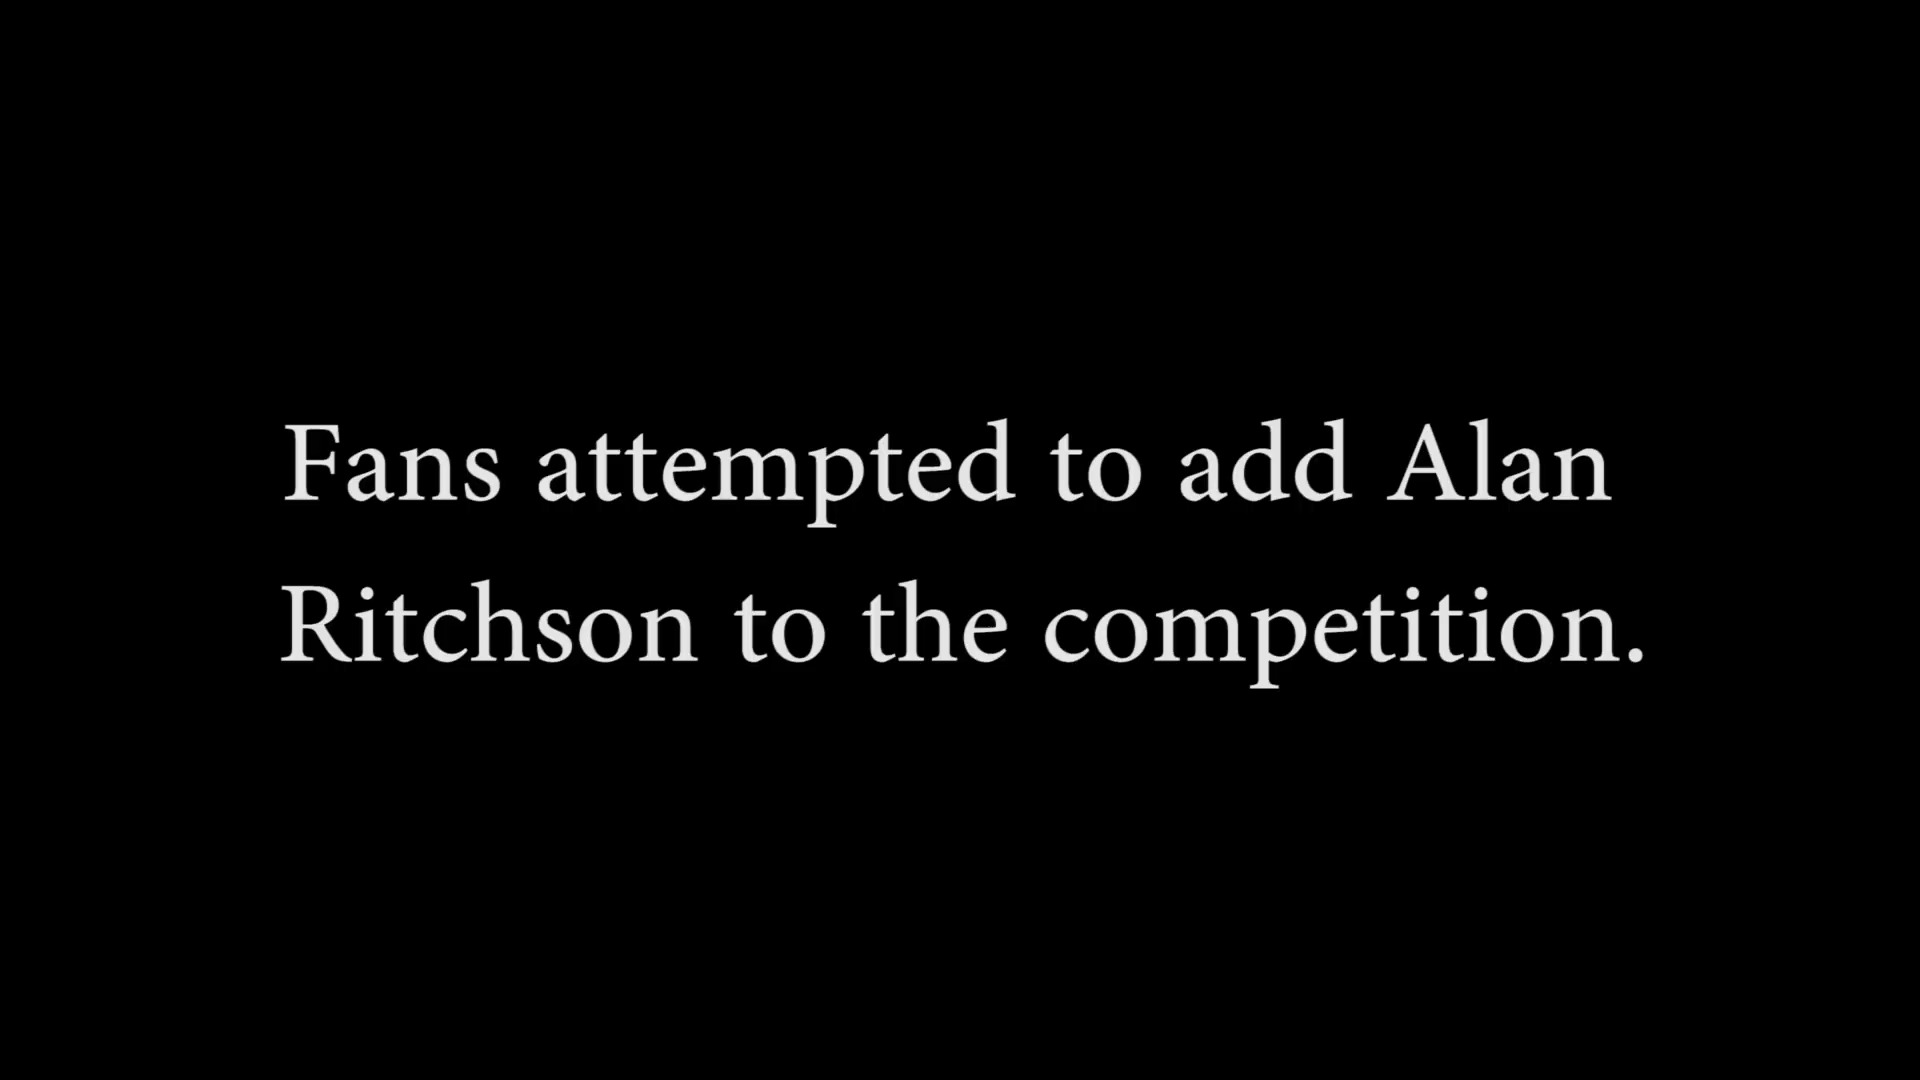 Fans attempted to add Alan
Ritchson to the competition.